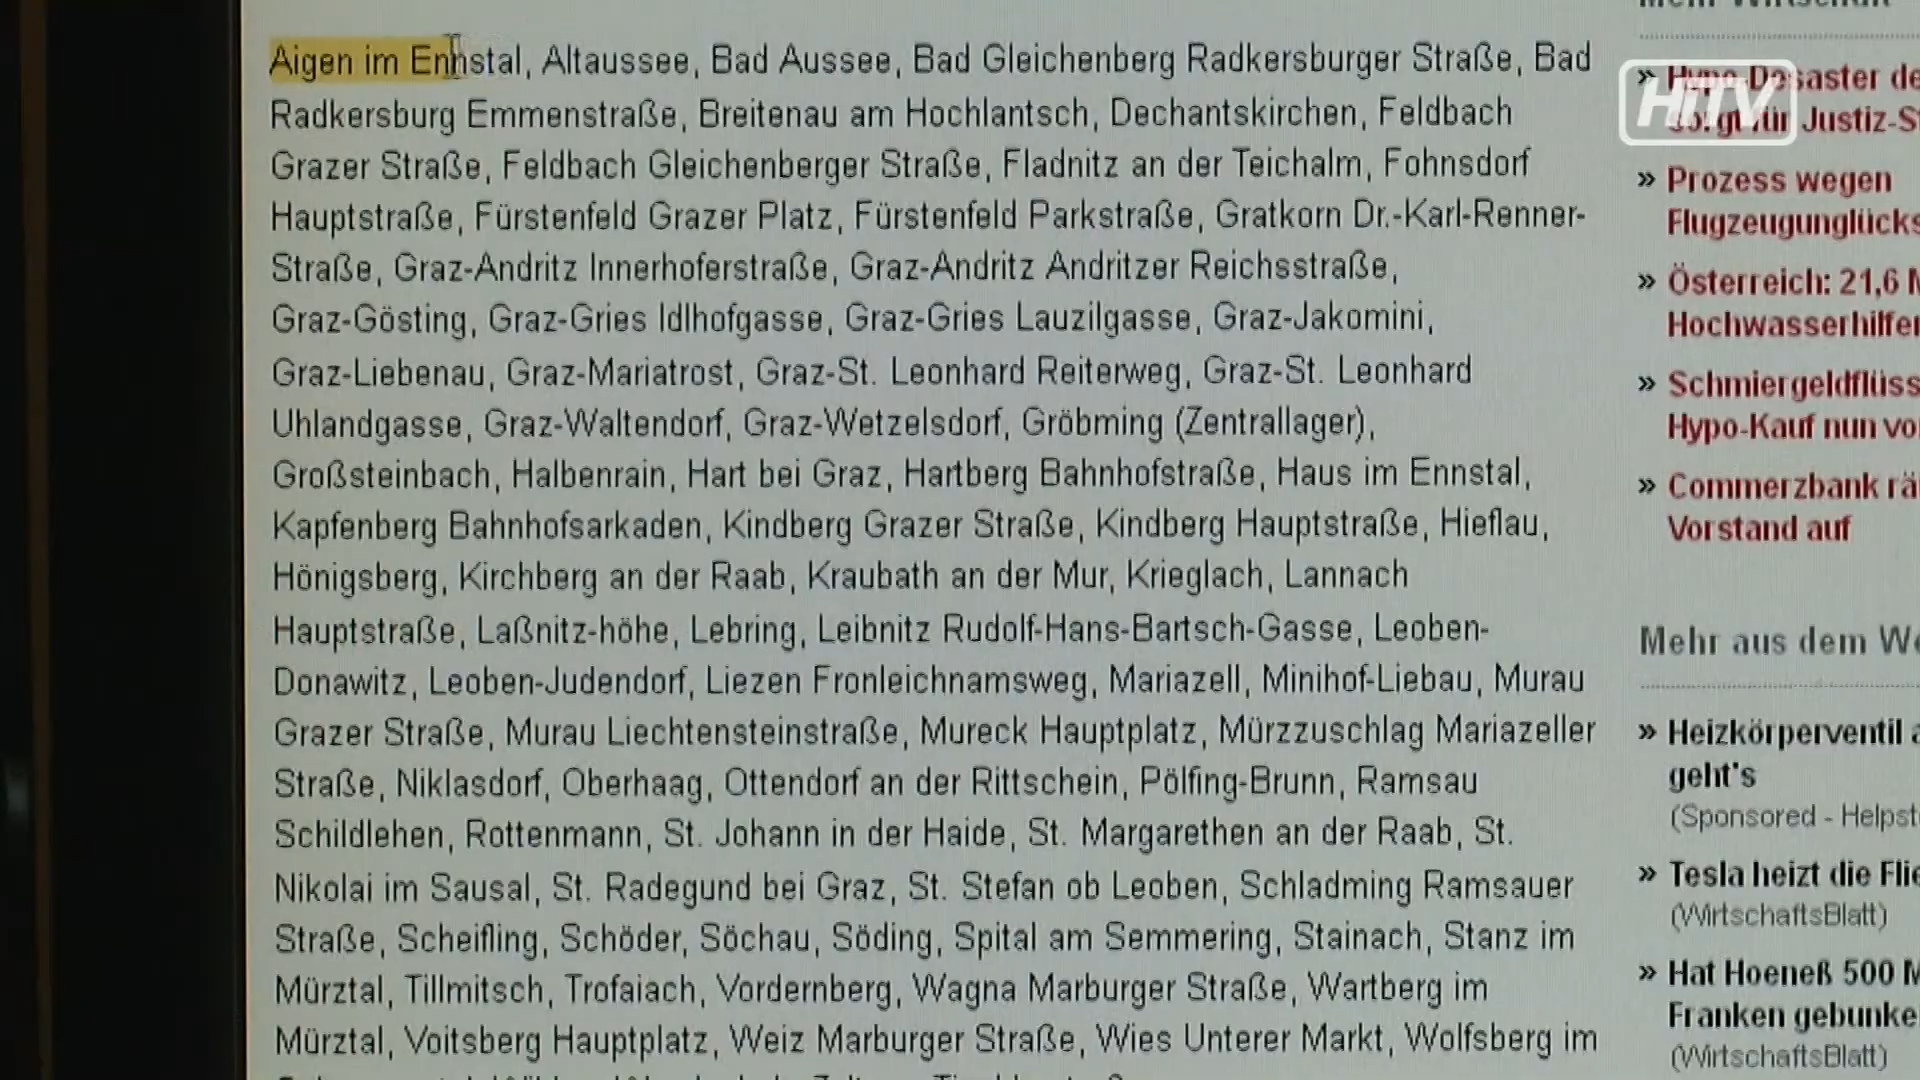 Aigen im Ennstal, Altaussee, Bad Aussee, Bad Gleichenberg Radkersburger Straße, Bad
Radkersburg Emmenstraße, Breitenau am Hochlantsch, Dechantskirchen, Feldbach
Grazer Straße, Feldbach Gleichenberger Straße, Fladnitz an der Teichalm, Fohnsdorf
Hauptstraße, Fürstenfeld Grazer Platz, Fürstenfeld Parkstraße, Gratkorn Dr.-Karl-Renner-
Straße, Graz-Andritz Innerhoferstraße, Graz-Andritz Andritzer Reichsstraße,
Graz-Gösting, Graz-Gries Idlhofgasse, Graz-Gries Lauzilgasse, Graz-Jakomini,
Graz-Liebenau, Graz-Mariatrost, Graz-St. Leonhard Reiterweg, Graz-St. Leonhard
Uhlandgasse, Graz-Waltendorf, Graz-Wetzelsdorf, Gröbming (Zentrallager),
Großsteinbach, Halbenrain, Hart bei Graz, Hartberg Bahnhofstraße, Haus im Ennstal,
Kapfenberg Bahnhofsarkaden, Kindberg Grazer Straße, Kindberg Hauptstraße, Hieflau,
Hönigsberg, Kirchberg an der Raab, Kraubath an der Mur, Krieglach, Lannach
Hauptstraße, Laßnitz-höhe, Lebring, Leibnitz Rudolf-Hans-Bartsch-Gasse, Leoben-
Donawitz, Leoben-Judendorf, Liezen Fronleichnamsweg, Mariazell, Minihof-Liebau, Murau
Grazer Straße, Murau Liechtensteinstraße, Mureck Hauptplatz, Mürzzuschlag Mariazeller
Straße, Niklasdorf, Oberhaag, Ottendorf an der Rittschein, Pölfing-Brunn, Ramsau
Schildlehen, Rottenmann, St. Johann in der Haide, St. Margarethen an der Raab, St.
Nikolai im Sausal, St. Radegund bei Graz, St. Stefan ob Leoben, Schladming Ramsauer
Straße, Scheifling, Schöder, Söchau, Söding, Spital am Semmering, Stainach, Stanz im
Mürztal, Tillmitsch, Trofaiach, Vordernberg, Wagna Marburger Straße, Wartberg im
Mürztal, Voitsberg Hauptplatz, Weiz Marburger Straße, Wies Unterer Markt, Wolfsberg im
HiTV
» Hypo-Desaster de
für Justiz-S
» Prozess wegen
Flugzeugunglücks
» Österreich: 21,6 M
Hochwasserhilfe
» Schmiergeldflüss
Hypo-Kauf nun vo
» Commerzbank rä
Vorstand auf
Mehr aus dem We
» Heizkörperventil a
geht's
(Sponsored - Helpst
» Tesla heizt die Flie
(WirtschaftsBlatt)
» Hat Hoeneß 500 M
Franken gebunke
(WirtschaftsBlatt)